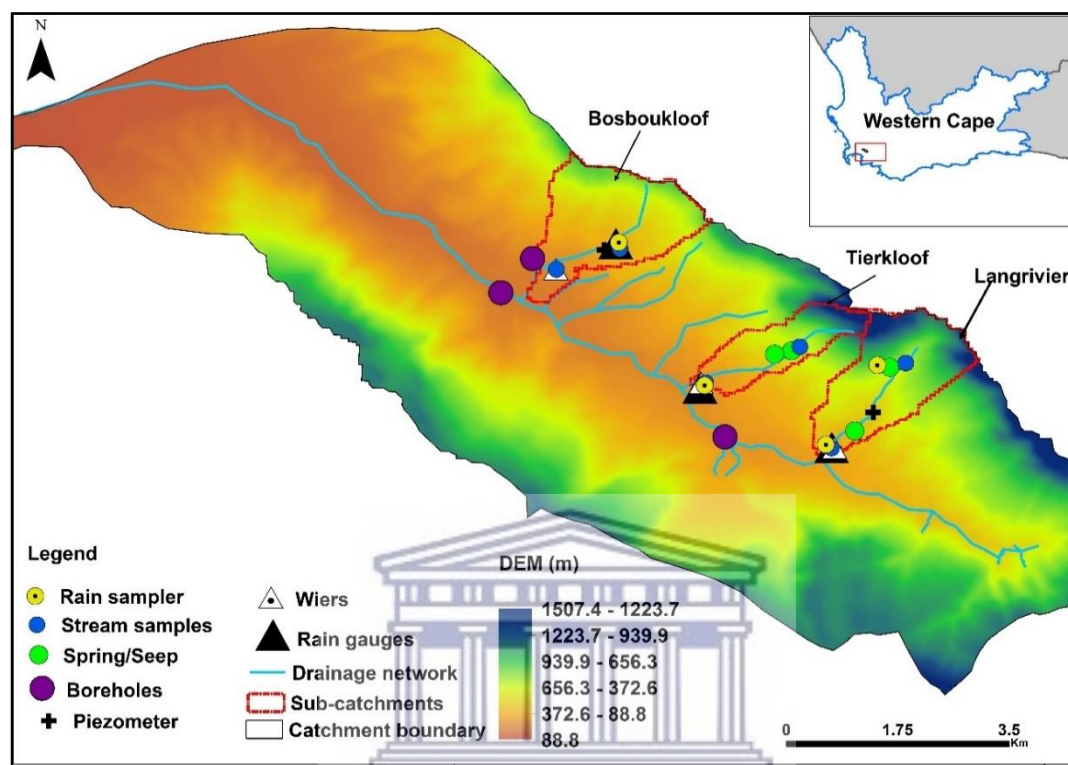 N
Western Cape
Bosboukloof
Tierkloof
Langrivier
Legend
Rain sampler
Stream samples
Spring/Seep
Boreholes
Piezometer
Wiers
Rain gauges
Drainage network
Sub-catchments
Catchment boundary
DEM (m)
1507.4 - 1223.7
1223.7 - 939.9
939.9 - 656.3
656.3 - 372.6
372.6 - 88.8
88.8
0 1.75 3.5
Km